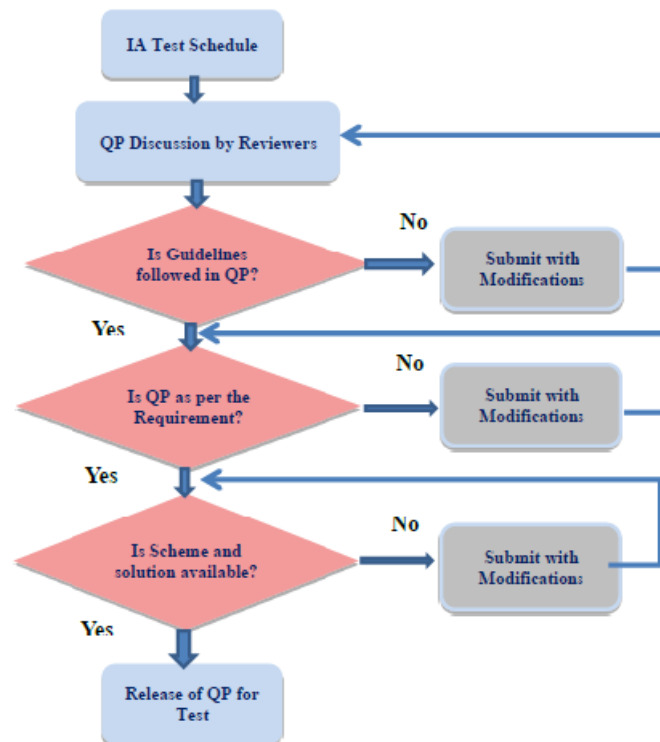 IA Test Schedule
QP Discussion by Reviewers
No
Is Guidelines
followed in QP?
Submit with
Modifications
Yes
No
Is QP as per the
Requirement?
Submit with
Modifications
Yes
No
Is Scheme and
solution available?
Submit with
Modifications
Yes
Release of QP for
Test